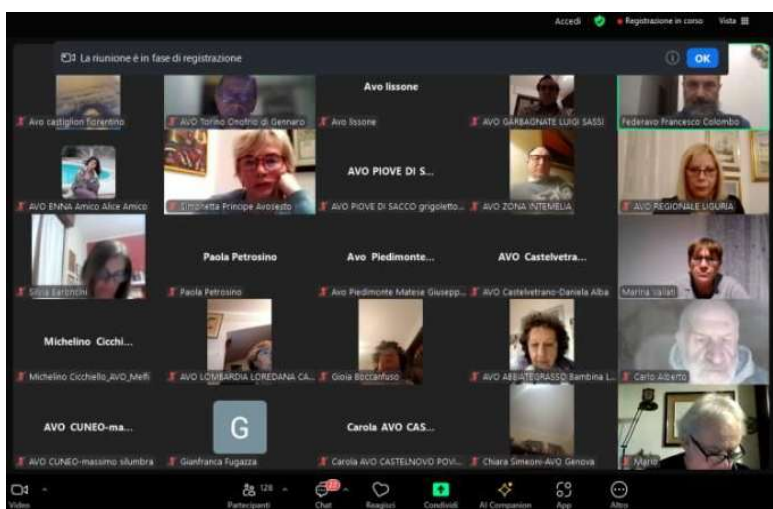 Accedi
Registrazione in corso
Vista
La riunione è in fase di registrazione
OK
Avo castiglion fiorentino
AVO Torino Onofrio di Gennaro
Avo lissone
Avo lissone
AVO GARBAGNATE LUIGI SASSI
Federavo Francesco Colombo
AVO ENNA Amico Alice Amico
Simonetta Principe Avosesto
AVO PIOVE DI S...
AVO PIOVE DI SACCO grigoletto...
AVO ZONA INTEMELIA
AVO REGIONALE LIGURIA
Silvia Baroncini
Paola Petrosino
Paola Petrosino
Avo Piedimonte...
Avo Piedimonte Matese Giusepp...
AVO Castelvetra...
AVO Castelvetrano-Daniela Alba
Marina Vallati
Michelino Cicchi...
Michelino Cicchiello_AVO_Melfi
AVO LOMBARDIA LOREDANA CA...
Gioia Boccanfuso
AVO ABBIATEGRASSO Bambina L...
Carlo Alberto
AVO CUNEO-ma...
AVO CUNEO-massimo silumbra
G
Gianfranca Fugazza
Carola AVO CAS...
Carola AVO CASTELNOVO POVI...
Chiara Simeoni-AVO Genova
Mario
Video
128
Partecipanti
Chat
Reagisci
Condividi
AI Companion
App
Altro